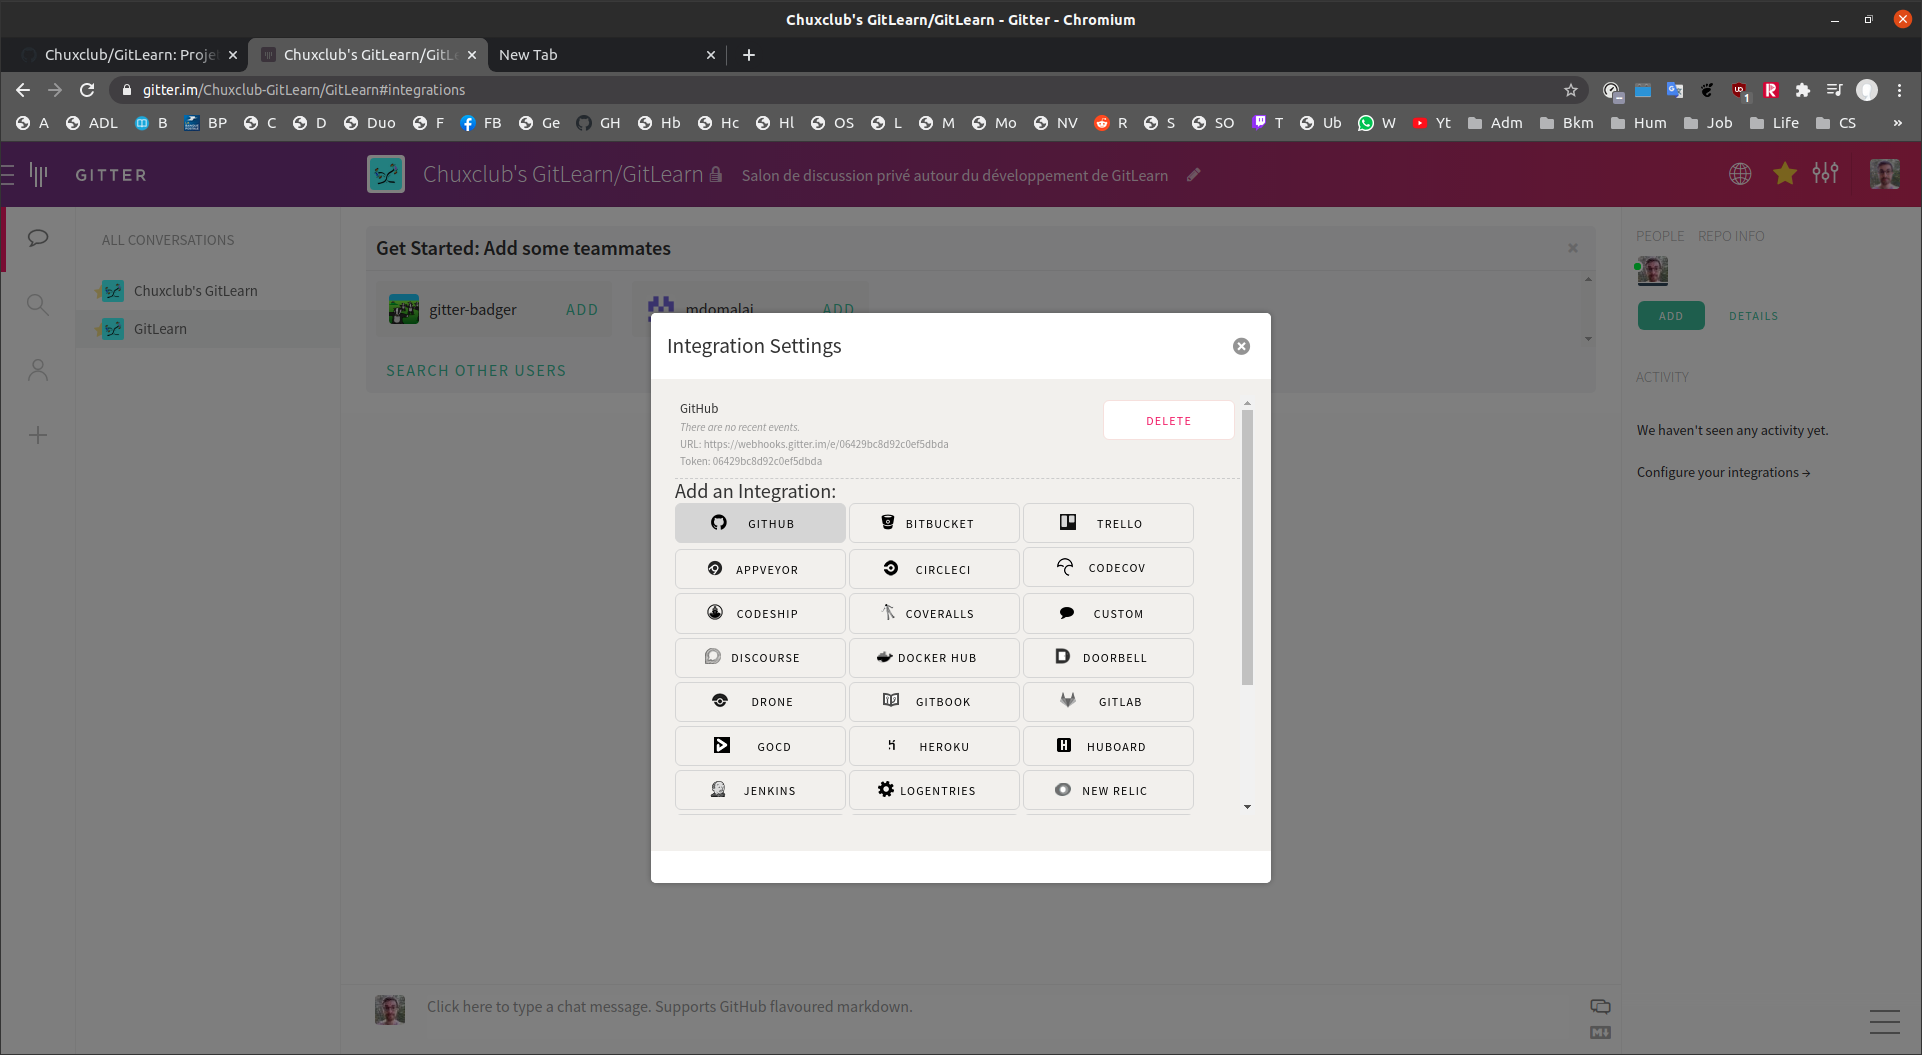 Chuxclub's GitLearn/GitLearn - Gitter - Chromium
Chuxclub/GitLearn: Proje
Chuxclub's GitLearn/GitLe
New Tab
gitter.im/Chuxclub-GitLearn/GitLearn#integrations
A ADL B BP C D Duo F FB Ge GH Hb Hc Hl OS L M Mo NV R S SO T Ub W Yt Adm Bkm Hum Job Life CS »
GITTER
Chuxclub's GitLearn/GitLearn
Salon de discussion privé autour du développement de GitLearn
ALL CONVERSATIONS
Chuxclub's GitLearn
GitLearn
Get Started: Add some teammates
gitter-badger ADD
mdomalai ADD
SEARCH OTHER USERS
PEOPLE REPO INFO
ADD DETAILS
ACTIVITY
We haven't seen any activity yet.
Configure your integrations →
Integration Settings
GitHub
There are no recent events.
URL: https://webhooks.gitter.im/e/06429bc8d92c0ef5dbda
Token: 06429bc8d92c0ef5dbda
DELETE
Add an Integration:
GITHUB BITBUCKET TRELLO
APPVEYOR CIRCLECI CODECOV
CODESHIP COVERALLS CUSTOM
DISCOURSE DOCKER HUB DOORBELL
DRONE GITBOOK GITLAB
GOCD HEROKU HUBOARD
JENKINS LOGENTRIES NEW RELIC
Click here to type a chat message. Supports GitHub flavoured markdown.